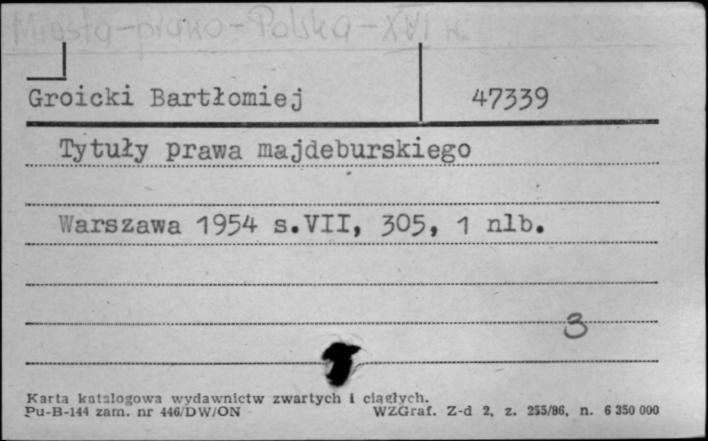 Miasta-prawo-Polska-XVI w.
Groicki Bartłomiej 47339
Tytuły prawa majdeburskiego
Warszawa 1954 s.VII, 305, 1 nlb.
3
Karta katalogowa wydawnictw zwartych i ciągłych.
Pu-B-144 zam. nr 446/DW/ON WZGraf. Z-d 2, z. 255/86, n. 6 350 000